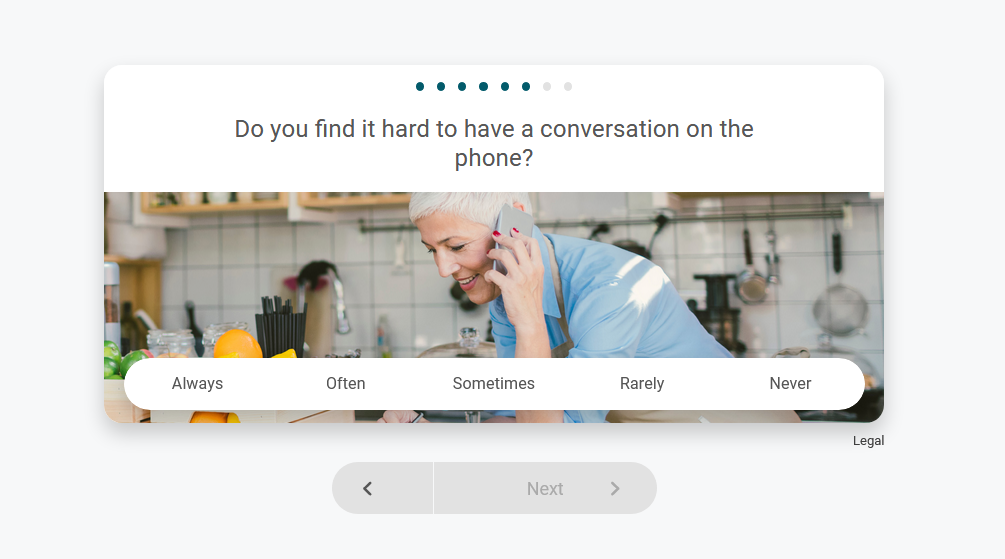 Do you find it hard to have a conversation on the
phone?
Always Often Sometimes Rarely Never
Legal
Next